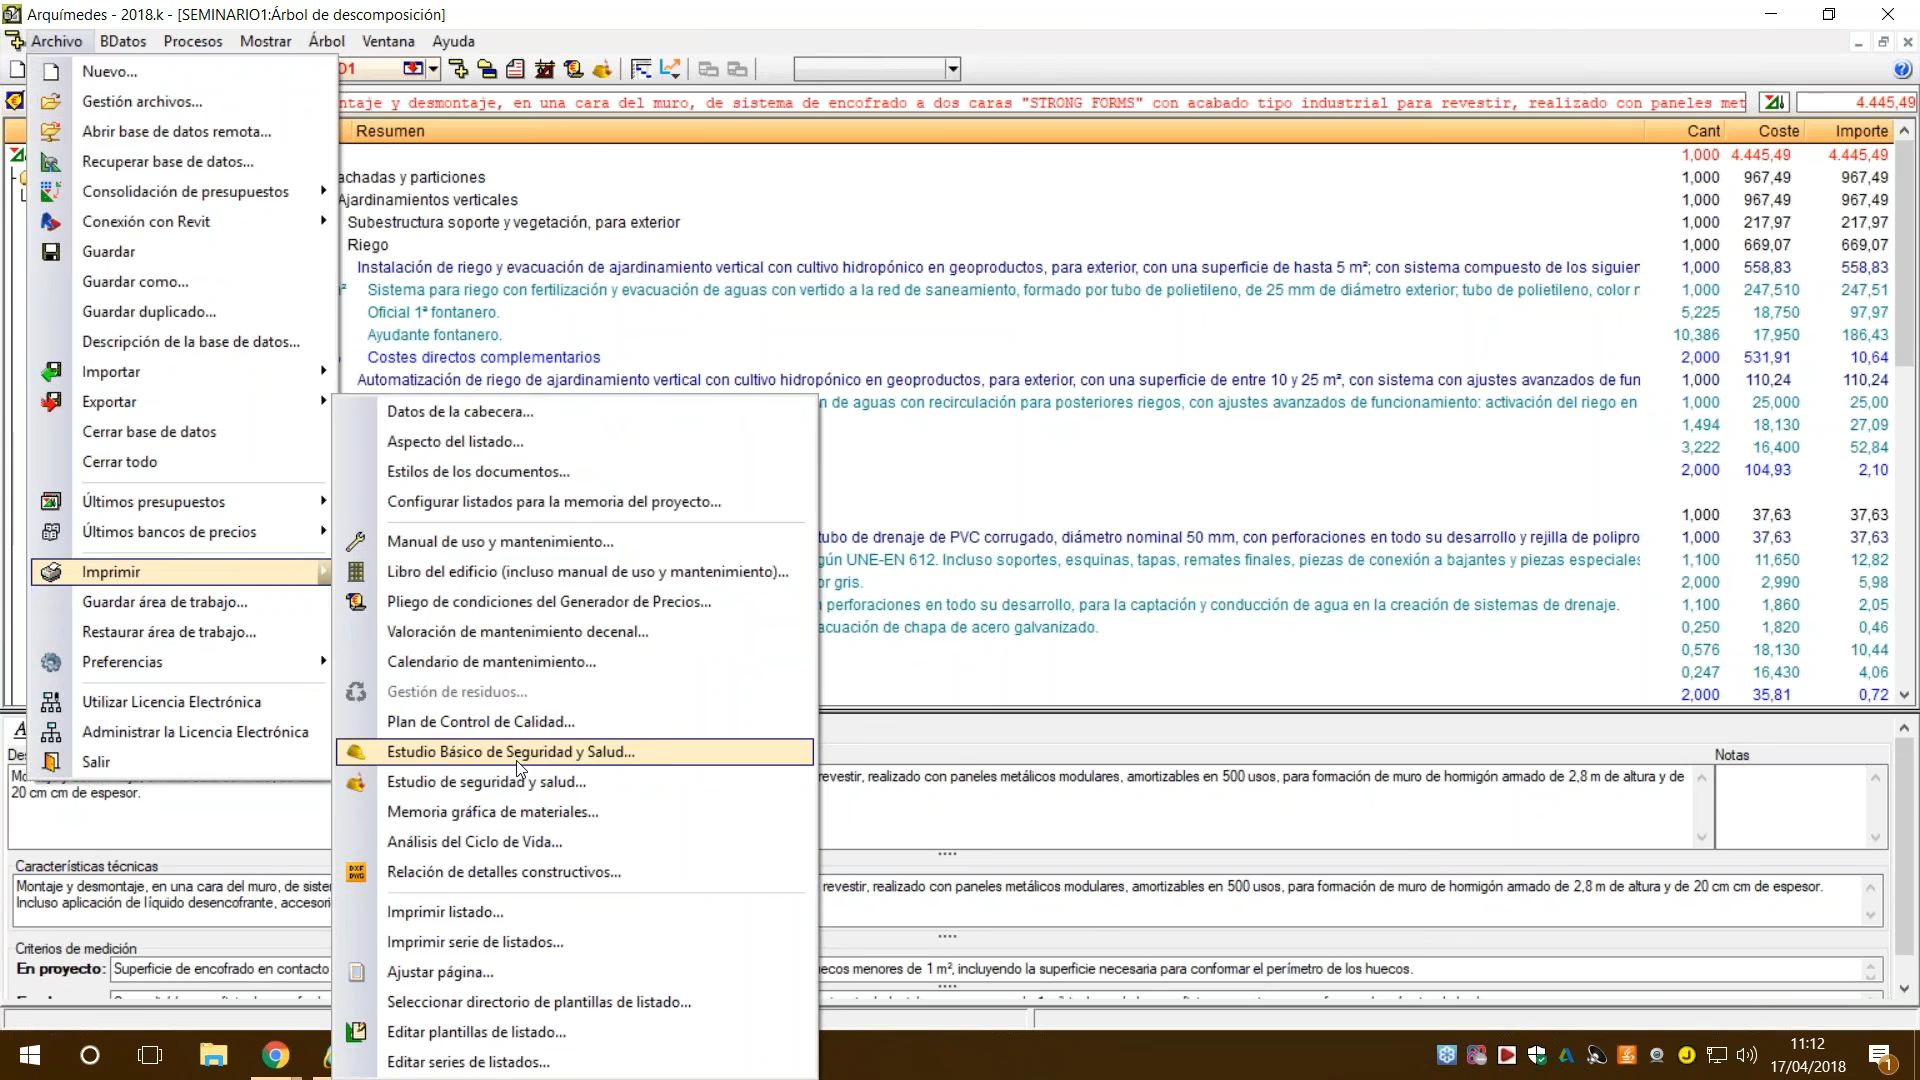 Arquímedes - 2018.k - [SEMINARIO1:Árbol de descomposición]
Archivo BDatos Procesos Mostrar Árbol Ventana Ayuda
Nuevo...
Gestión archivos...
Abrir base de datos remota...
Recuperar base de datos...
Consolidación de presupuestos
Conexión con Revit
Guardar
Guardar como...
Guardar duplicado...
Descripción de la base de datos...
Importar
Exportar
Cerrar base de datos
Cerrar todo
Últimos presupuestos
Últimos bancos de precios
Imprimir
Guardar área de trabajo...
Restaurar área de trabajo...
Preferencias
Utilizar Licencia Electrónica
Administrar la Licencia Electrónica
Salir
Datos de la cabecera...
Aspecto del listado...
Estilos de los documentos...
Configurar listados para la memoria del proyecto...
Manual de uso y mantenimiento...
Libro del edificio (incluso manual de uso y mantenimiento)...
Pliego de condiciones del Generador de Precios...
Valoración de mantenimiento decenal...
Calendario de mantenimiento...
Gestión de residuos...
Plan de Control de Calidad...
Estudio Básico de Seguridad y Salud...
Estudio de seguridad y salud...
Memoria gráfica de materiales...
Análisis del Ciclo de Vida...
Relación de detalles constructivos...
Imprimir listado...
Imprimir serie de listados...
Ajustar página...
Seleccionar directorio de plantillas de listado...
Editar plantillas de listado...
Editar series de listados...
ntaje y desmontaje, en una cara del muro, de sistema de encofrado a dos caras "STRONG FORMS" con acabado tipo industrial para revestir, realizado con paneles met 4.445,49
Resumen Cant Coste Importe
1,000 4.445,49 4.445,49
achadas y particiones 1,000 967,49 967,49
Ajardinamientos verticales 1,000 967,49 967,49
Subestructura soporte y vegetación, para exterior 1,000 217,97 217,97
Riego 1,000 669,07 669,07
Instalación de riego y evacuación de ajardinamiento vertical con cultivo hidropónico en geoproductos, para exterior, con una superficie de hasta 5 m²; con sistema compuesto de los siguien 1,000 558,83 558,83
Sistema para riego con fertilización y evacuación de aguas con vertido a la red de saneamiento, formado por tubo de polietileno, de 25 mm de diámetro exterior; tubo de polietileno, color n 1,000 247,510 247,51
Oficial 1ª fontanero. 5,225 18,750 97,97
Ayudante fontanero. 10,386 17,950 186,43
Costes directos complementarios 2,000 531,91 10,64
Automatización de riego de ajardinamiento vertical con cultivo hidropónico en geoproductos, para exterior, con una superficie de entre 10 y 25 m², con sistema con ajustes avanzados de fun 1,000 110,24 110,24
n de aguas con recirculación para posteriores riegos, con ajustes avanzados de funcionamiento: activación del riego en 1,000 25,000 25,00
1,494 18,130 27,09
3,222 16,400 52,84
2,000 104,93 2,10
1,000 37,63 37,63
tubo de drenaje de PVC corrugado, diámetro nominal 50 mm, con perforaciones en todo su desarrollo y rejilla de polipro 1,000 37,63 37,63
gún UNE-EN 612. Incluso soportes, esquinas, tapas, remates finales, piezas de conexión a bajantes y piezas especiales 1,100 11,650 12,82
or gris. 2,000 2,990 5,98
n perforaciones en todo su desarrollo, para la captación y conducción de agua en la creación de sistemas de drenaje. 1,100 1,860 2,05
acuación de chapa de acero galvanizado. 0,250 1,820 0,46
0,576 18,130 10,44
0,247 16,430 4,06
2,000 35,81 0,72
Notas
revestir, realizado con paneles metálicos modulares, amortizables en 500 usos, para formación de muro de hormigón armado de 2,8 m de altura y de
20 cm cm de espesor.
Características técnicas
Montaje y desmontaje, en una cara del muro, de sister revestir, realizado con paneles metálicos modulares, amortizables en 500 usos, para formación de muro de hormigón armado de 2,8 m de altura y de 20 cm cm de espesor.
Incluso aplicación de líquido desencofrante, accesori
Criterios de medición
En proyecto: Superficie de encofrado en contacto uecos menores de 1 m², incluyendo la superficie necesaria para conformar el perímetro de los huecos.
11:12
17/04/2018
1